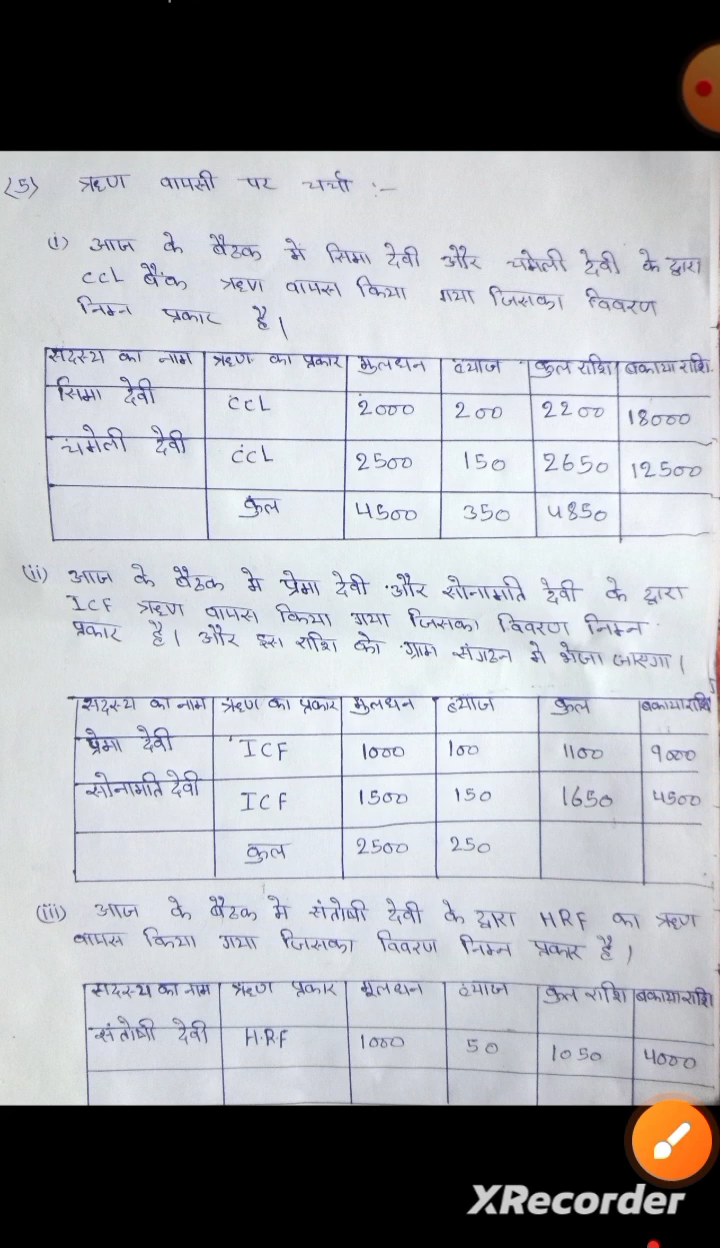 (5) ऋण वापसी पर चर्चा :-
(i) आज के बैठक में सिमा देवी और चमेली देवी के द्वारा
CCL बैंक ऋण वापस किया गया जिसका विवरण
निम्न प्रकार है।
सदस्य का नाम ऋण का प्रकार मुलधन ब्याज कुल राशि बकाया राशि
सिमा देवी CCL 2000 200 2200 18000
चमेली देवी CCL 2500 150 2650 12500
कुल 4500 350 4850
(ii) आज के बैठक मे प्रेमा देवी और सोनामति देवी के द्वारा
ICF ऋण वापस किया गया जिसका विवरण निम्न
प्रकार है। और इस राशि को ग्राम संगठन मे भेजा जाएगा।
सदस्य का नाम ऋण का प्रकार मुलधन ब्याज कुल बकाया राशि
प्रेमा देवी ICF 1000 100 1100 9000
सोनामति देवी ICF 1500 150 1650 4500
कुल 2500 250
(iii) आज के बैठक मे संतोषी देवी के द्वारा HRF का ऋण
वापस किया गया जिसका विवरण निम्न प्रकार है।
सदस्य का नाम ऋण प्रकार मूलधन ब्याज कुल राशि बकाया राशि
संतोषी देवी H.R.F 1000 50 1050 4000
XRecorder